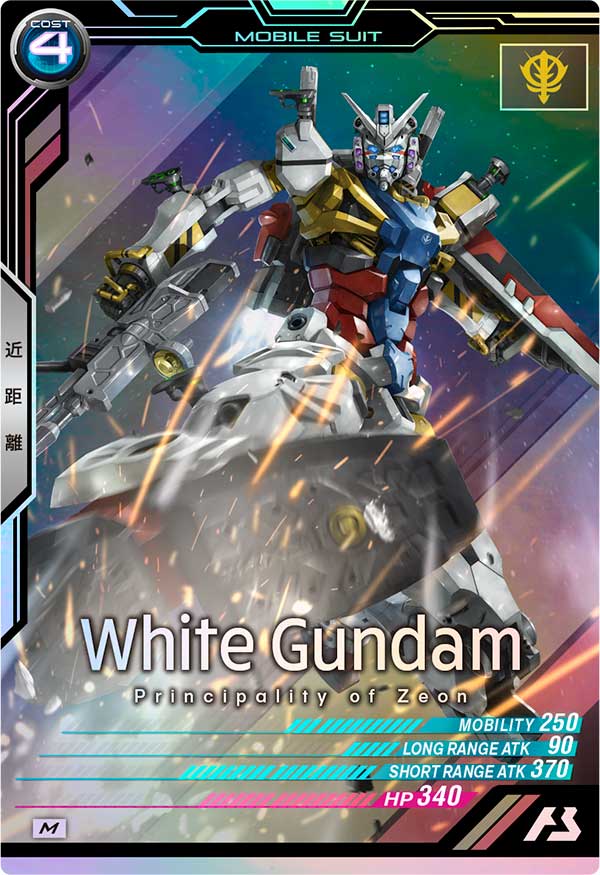 COST
4
MOBILE SUIT
近距離
White Gundam
Principality of Zeon
MOBILITY 250
LONG RANGE ATK 90
SHORT RANGE ATK 370
HP 340
M